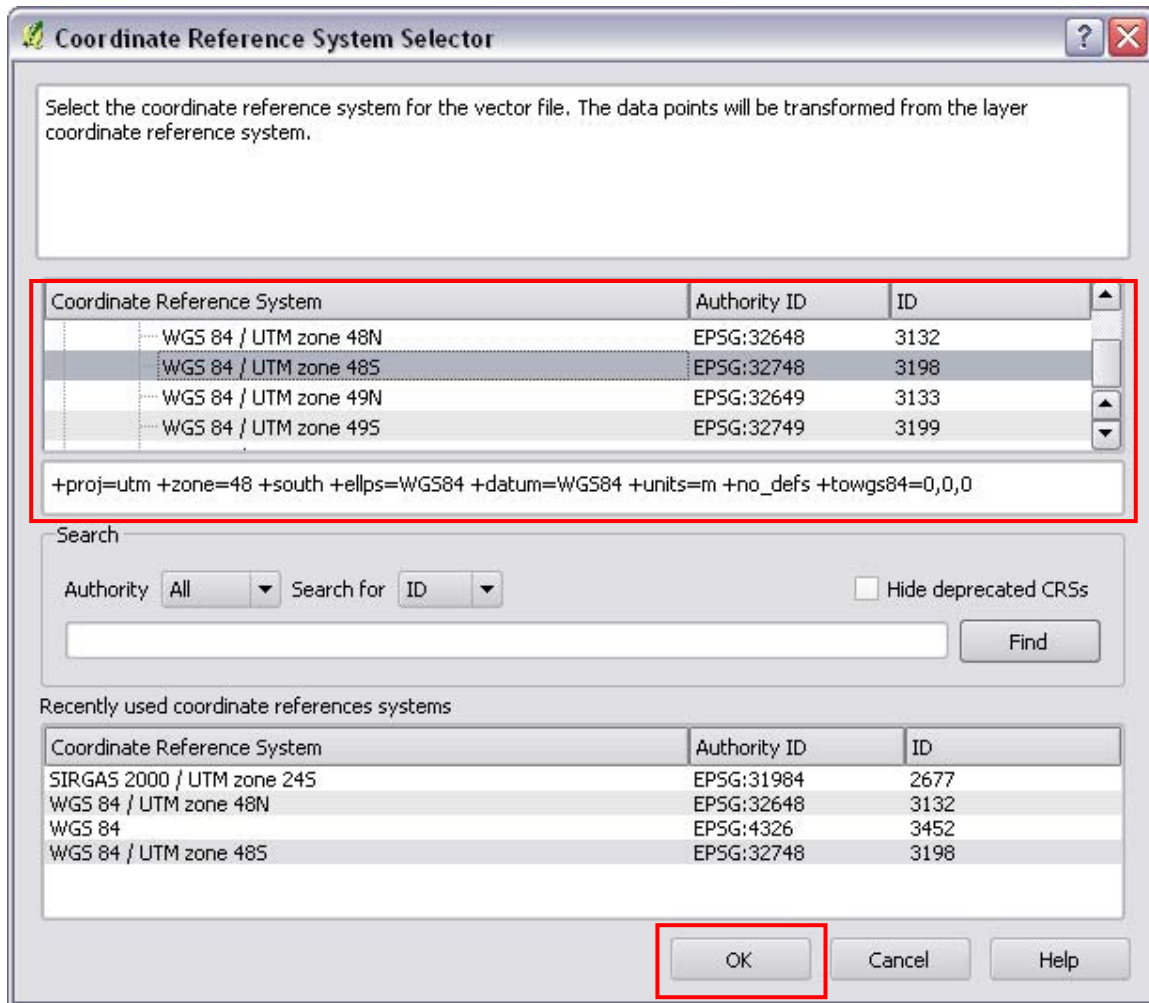 Coordinate Reference System Selector
Select the coordinate reference system for the vector file. The data points will be transformed from the layer
coordinate reference system.
Coordinate Reference System Authority ID ID
WGS 84 / UTM zone 48N EPSG:32648 3132
WGS 84 / UTM zone 48S EPSG:32748 3198
WGS 84 / UTM zone 49N EPSG:32649 3133
WGS 84 / UTM zone 49S EPSG:32749 3199
+proj=utm +zone=48 +south +ellps=WGS84 +datum=WGS84 +units=m +no_defs +towgs84=0,0,0
Search
Authority All Search for ID Hide deprecated CRSs
Find
Recently used coordinate references systems
Coordinate Reference System Authority ID ID
SIRGAS 2000 / UTM zone 24S EPSG:31984 2677
WGS 84 / UTM zone 48N EPSG:32648 3132
WGS 84 EPSG:4326 3452
WGS 84 / UTM zone 48S EPSG:32748 3198
OK Cancel Help